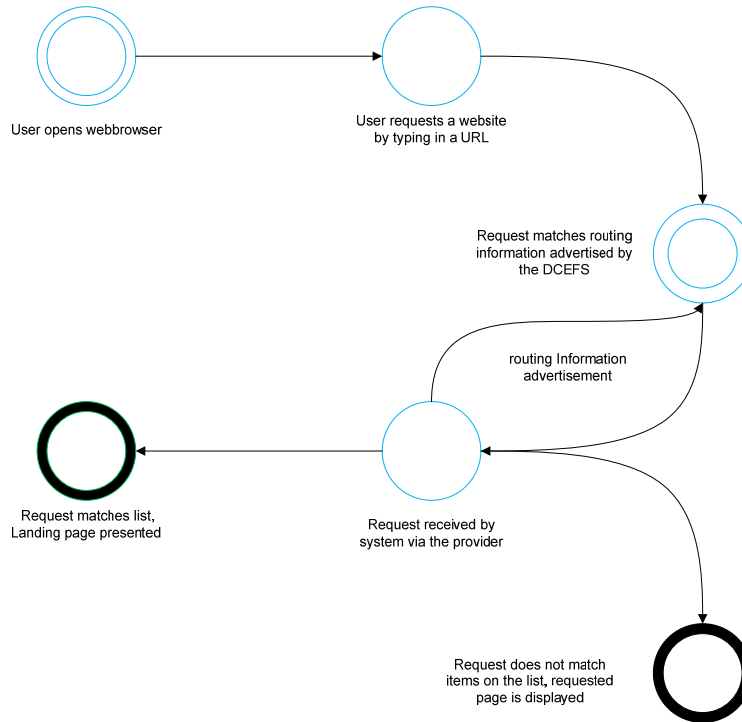 User opens webbrowser
User requests a website
by typing in a URL
Request matches routing
information advertised by
the DCEFS
routing Information
advertisement
Request matches list,
Landing page presented
Request received by
system via the provider
Request does not match
items on the list, requested
page is displayed